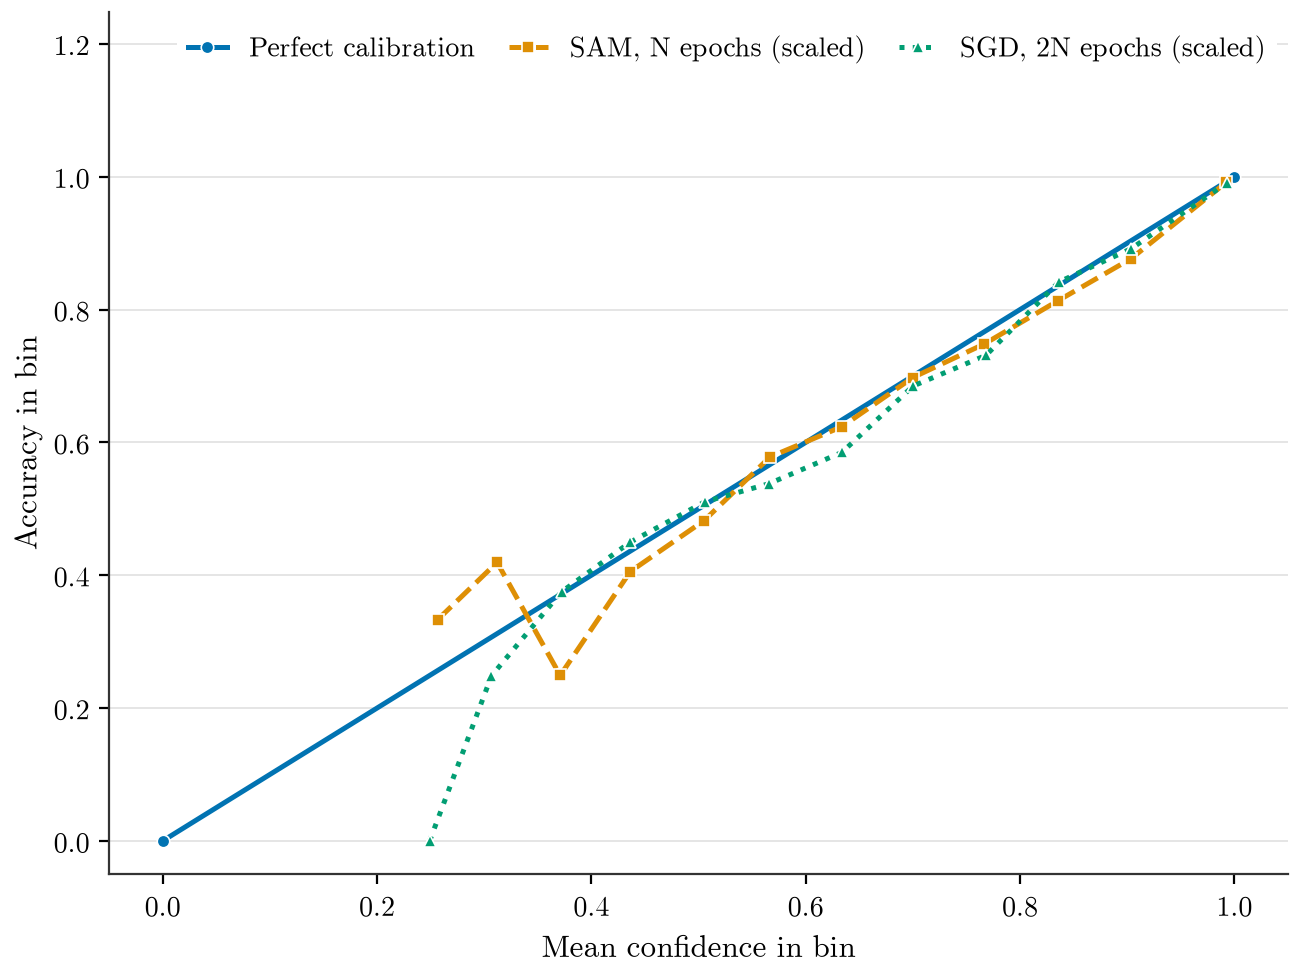 Perfect calibration
SAM, N epochs (scaled)
SGD, 2N epochs (scaled)
Accuracy in bin
1.2
1.0
0.8
0.6
0.4
0.2
0.0
0.0
0.2
0.4
0.6
0.8
1.0
Mean confidence in bin